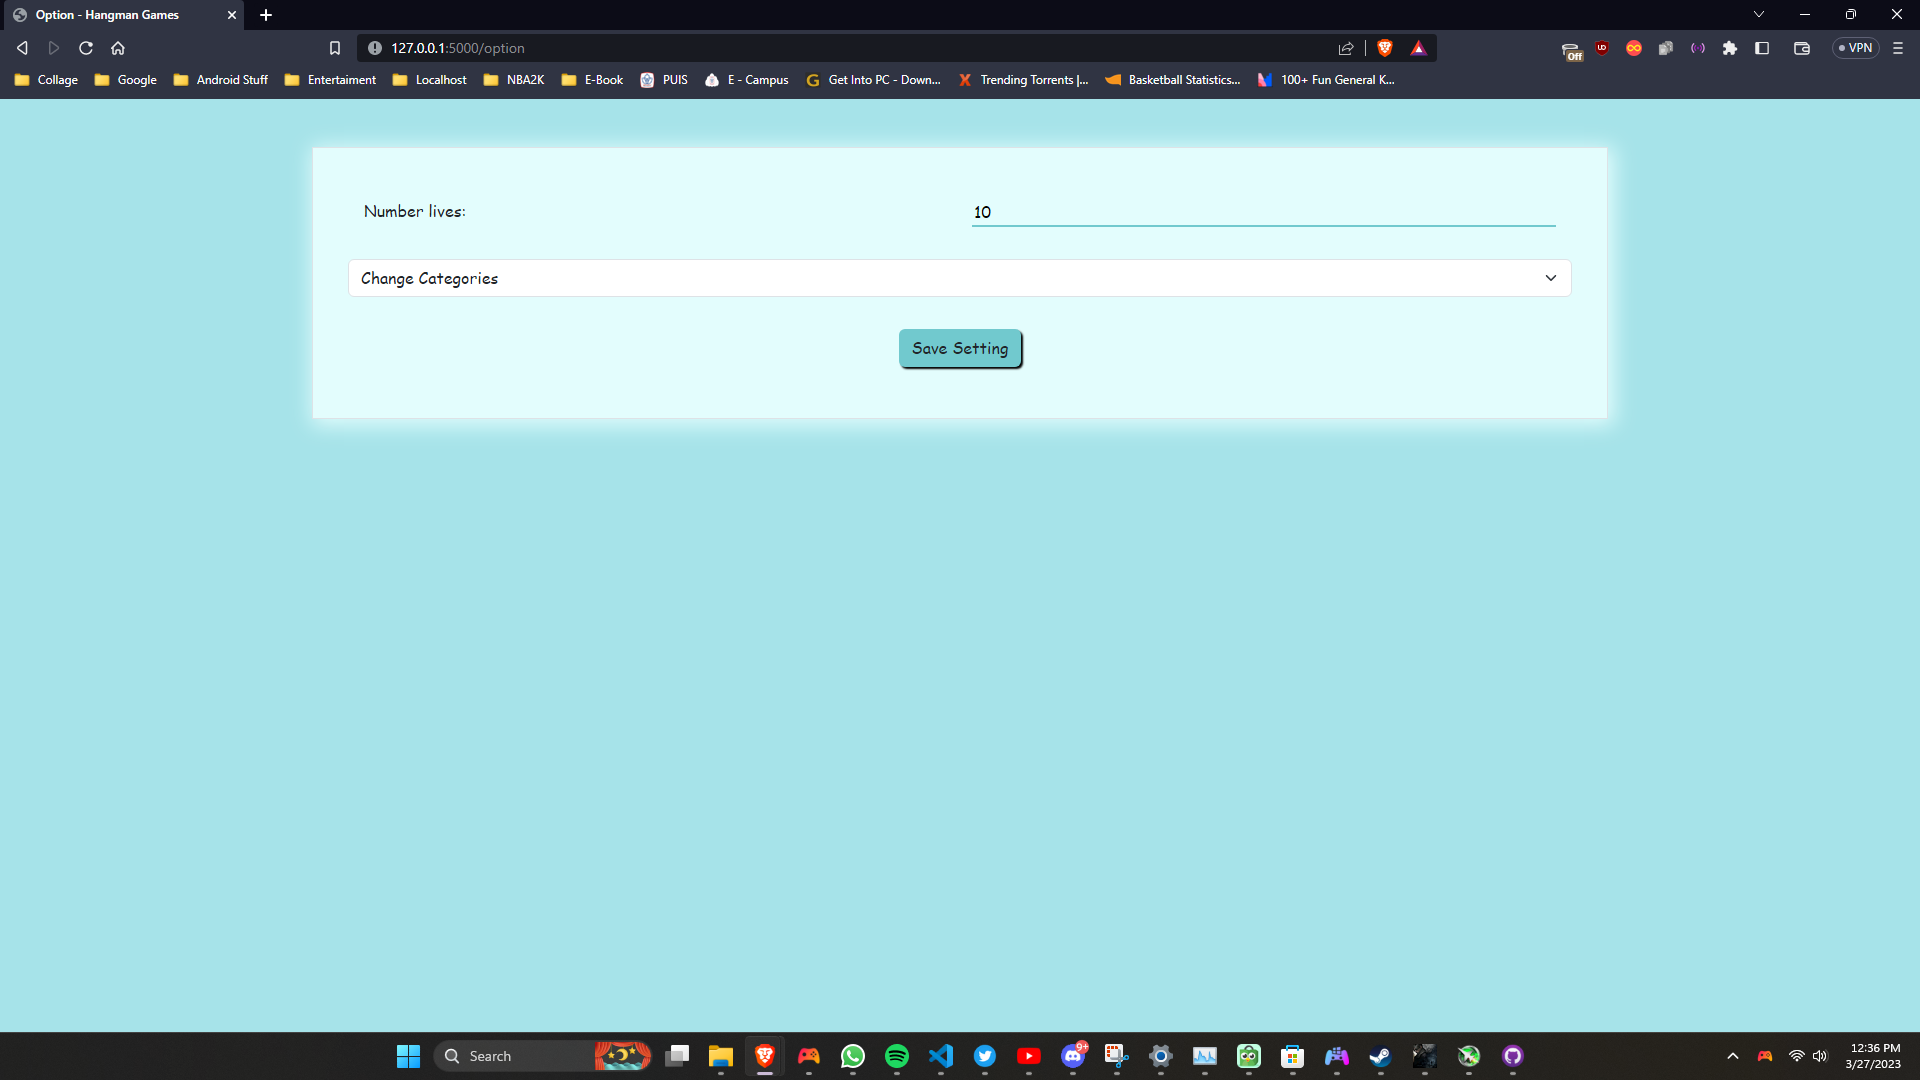 Option - Hangman Games
127.0.0.1:5000/option
VPN
Off
Collage
Google
Android Stuff
Entertaiment
Localhost
NBA2K
E-Book
PUIS
E - Campus
Get Into PC - Down...
Trending Torrents |...
Basketball Statistics...
100+ Fun General K...
Number lives:
10
Change Categories
Save Setting
Search
9+
12:36 PM
3/27/2023